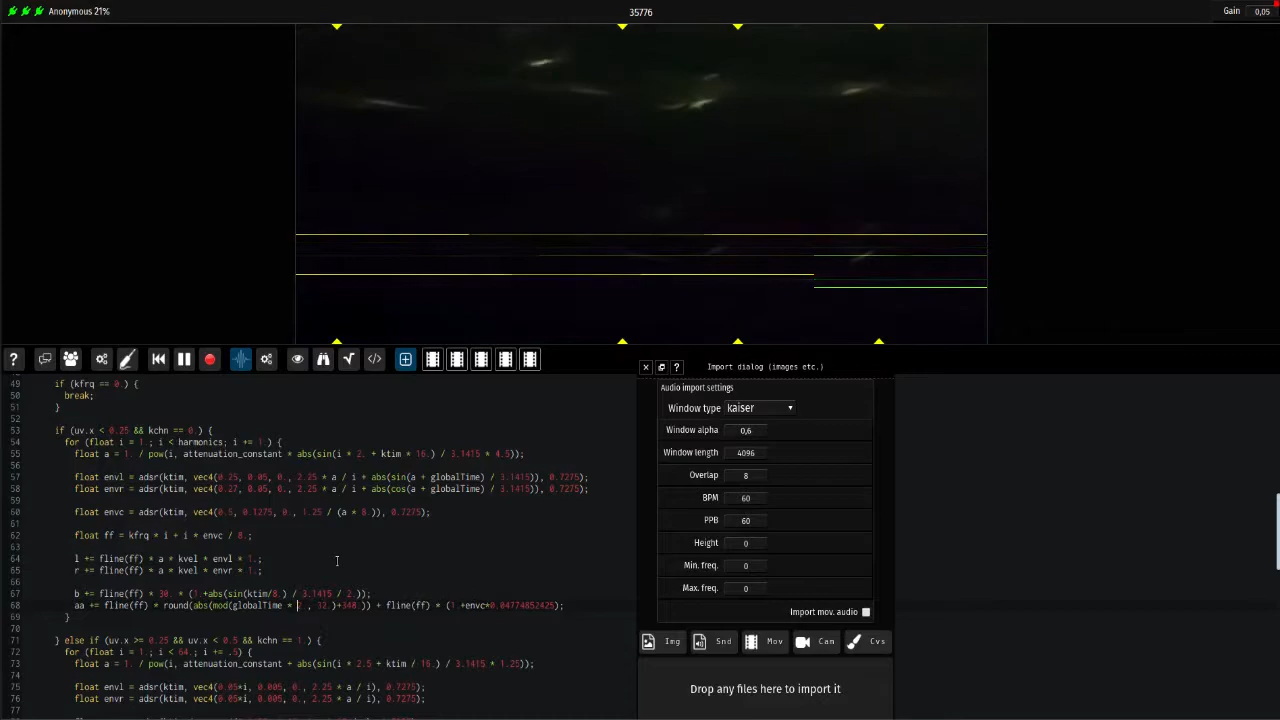 Anonymous 21%
35776
Gain 0,05
Import dialog (images etc.)
49 if (kfrq == 0.) {
50 break;
51 }
52
53 if (uv.x < 0.25 && kchn == 0.) {
54 for (float i = 1.; i < harmonics; i += 1.) {
55 float a = 1. / pow(i, attenuation_constant * abs(sin(i * 2. + ktim * 16.) / 3.1415 * 4.5));
56
57 float envl = adsr(ktim, vec4(0.25, 0.05, 0., 2.25 * a / i + abs(sin(a + globalTime) / 3.1415)), 0.7275);
58 float envr = adsr(ktim, vec4(0.27, 0.05, 0., 2.25 * a / i + abs(cos(a + globalTime) / 3.1415)), 0.7275);
59
60 float envc = adsr(ktim, vec4(0.5, 0.1275, 0., 1.25 / (a * 8.)), 0.7275);
61
62 float ff = kfrq * i + i * envc / 8.;
63
64 l += fline(ff) * a * kvel * envl * 1.;
65 r += fline(ff) * a * kvel * envr * 1.;
66
67 b += fline(ff) * 30. * (1.+abs(sin(ktim/8.) / 3.1415 / 2.));
68 aa += fline(ff) * round(abs(mod(globalTime * 2., 32.)+348.)) + fline(ff) * (1.+envc*0.04774852425);
69 }
70
71 } else if (uv.x >= 0.25 && uv.x < 0.5 && kchn == 1.) {
72 for (float i = 1.; i < 64.; i += .5) {
73 float a = 1. / pow(i, attenuation_constant + abs(sin(i * 2.5 + ktim / 16.) / 3.1415 * 1.25));
74
75 float envl = adsr(ktim, vec4(0.05*i, 0.005, 0., 2.25 * a / i), 0.7275);
76 float envr = adsr(ktim, vec4(0.05*i, 0.005, 0., 2.25 * a / i), 0.7275);
77
Audio import settings
Window type kaiser
Window alpha 0,6
Window length 4096
Overlap 8
BPM 60
PPB 60
Height 0
Min. freq. 0
Max. freq. 0
Import mov. audio
Img Snd Mov Cam Cvs
Drop any files here to import it